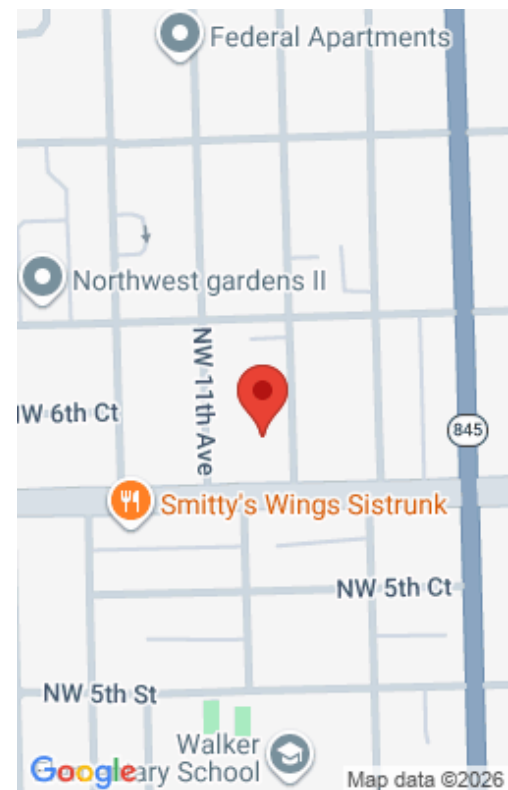 Federal Apartments
Northwest gardens II
NW 11th Ave
W 6th Ct
845
Smitty's Wings Sistrunk
NW 5th Ct
NW 5th St
Walker
ary School
Google
Map data ©2026